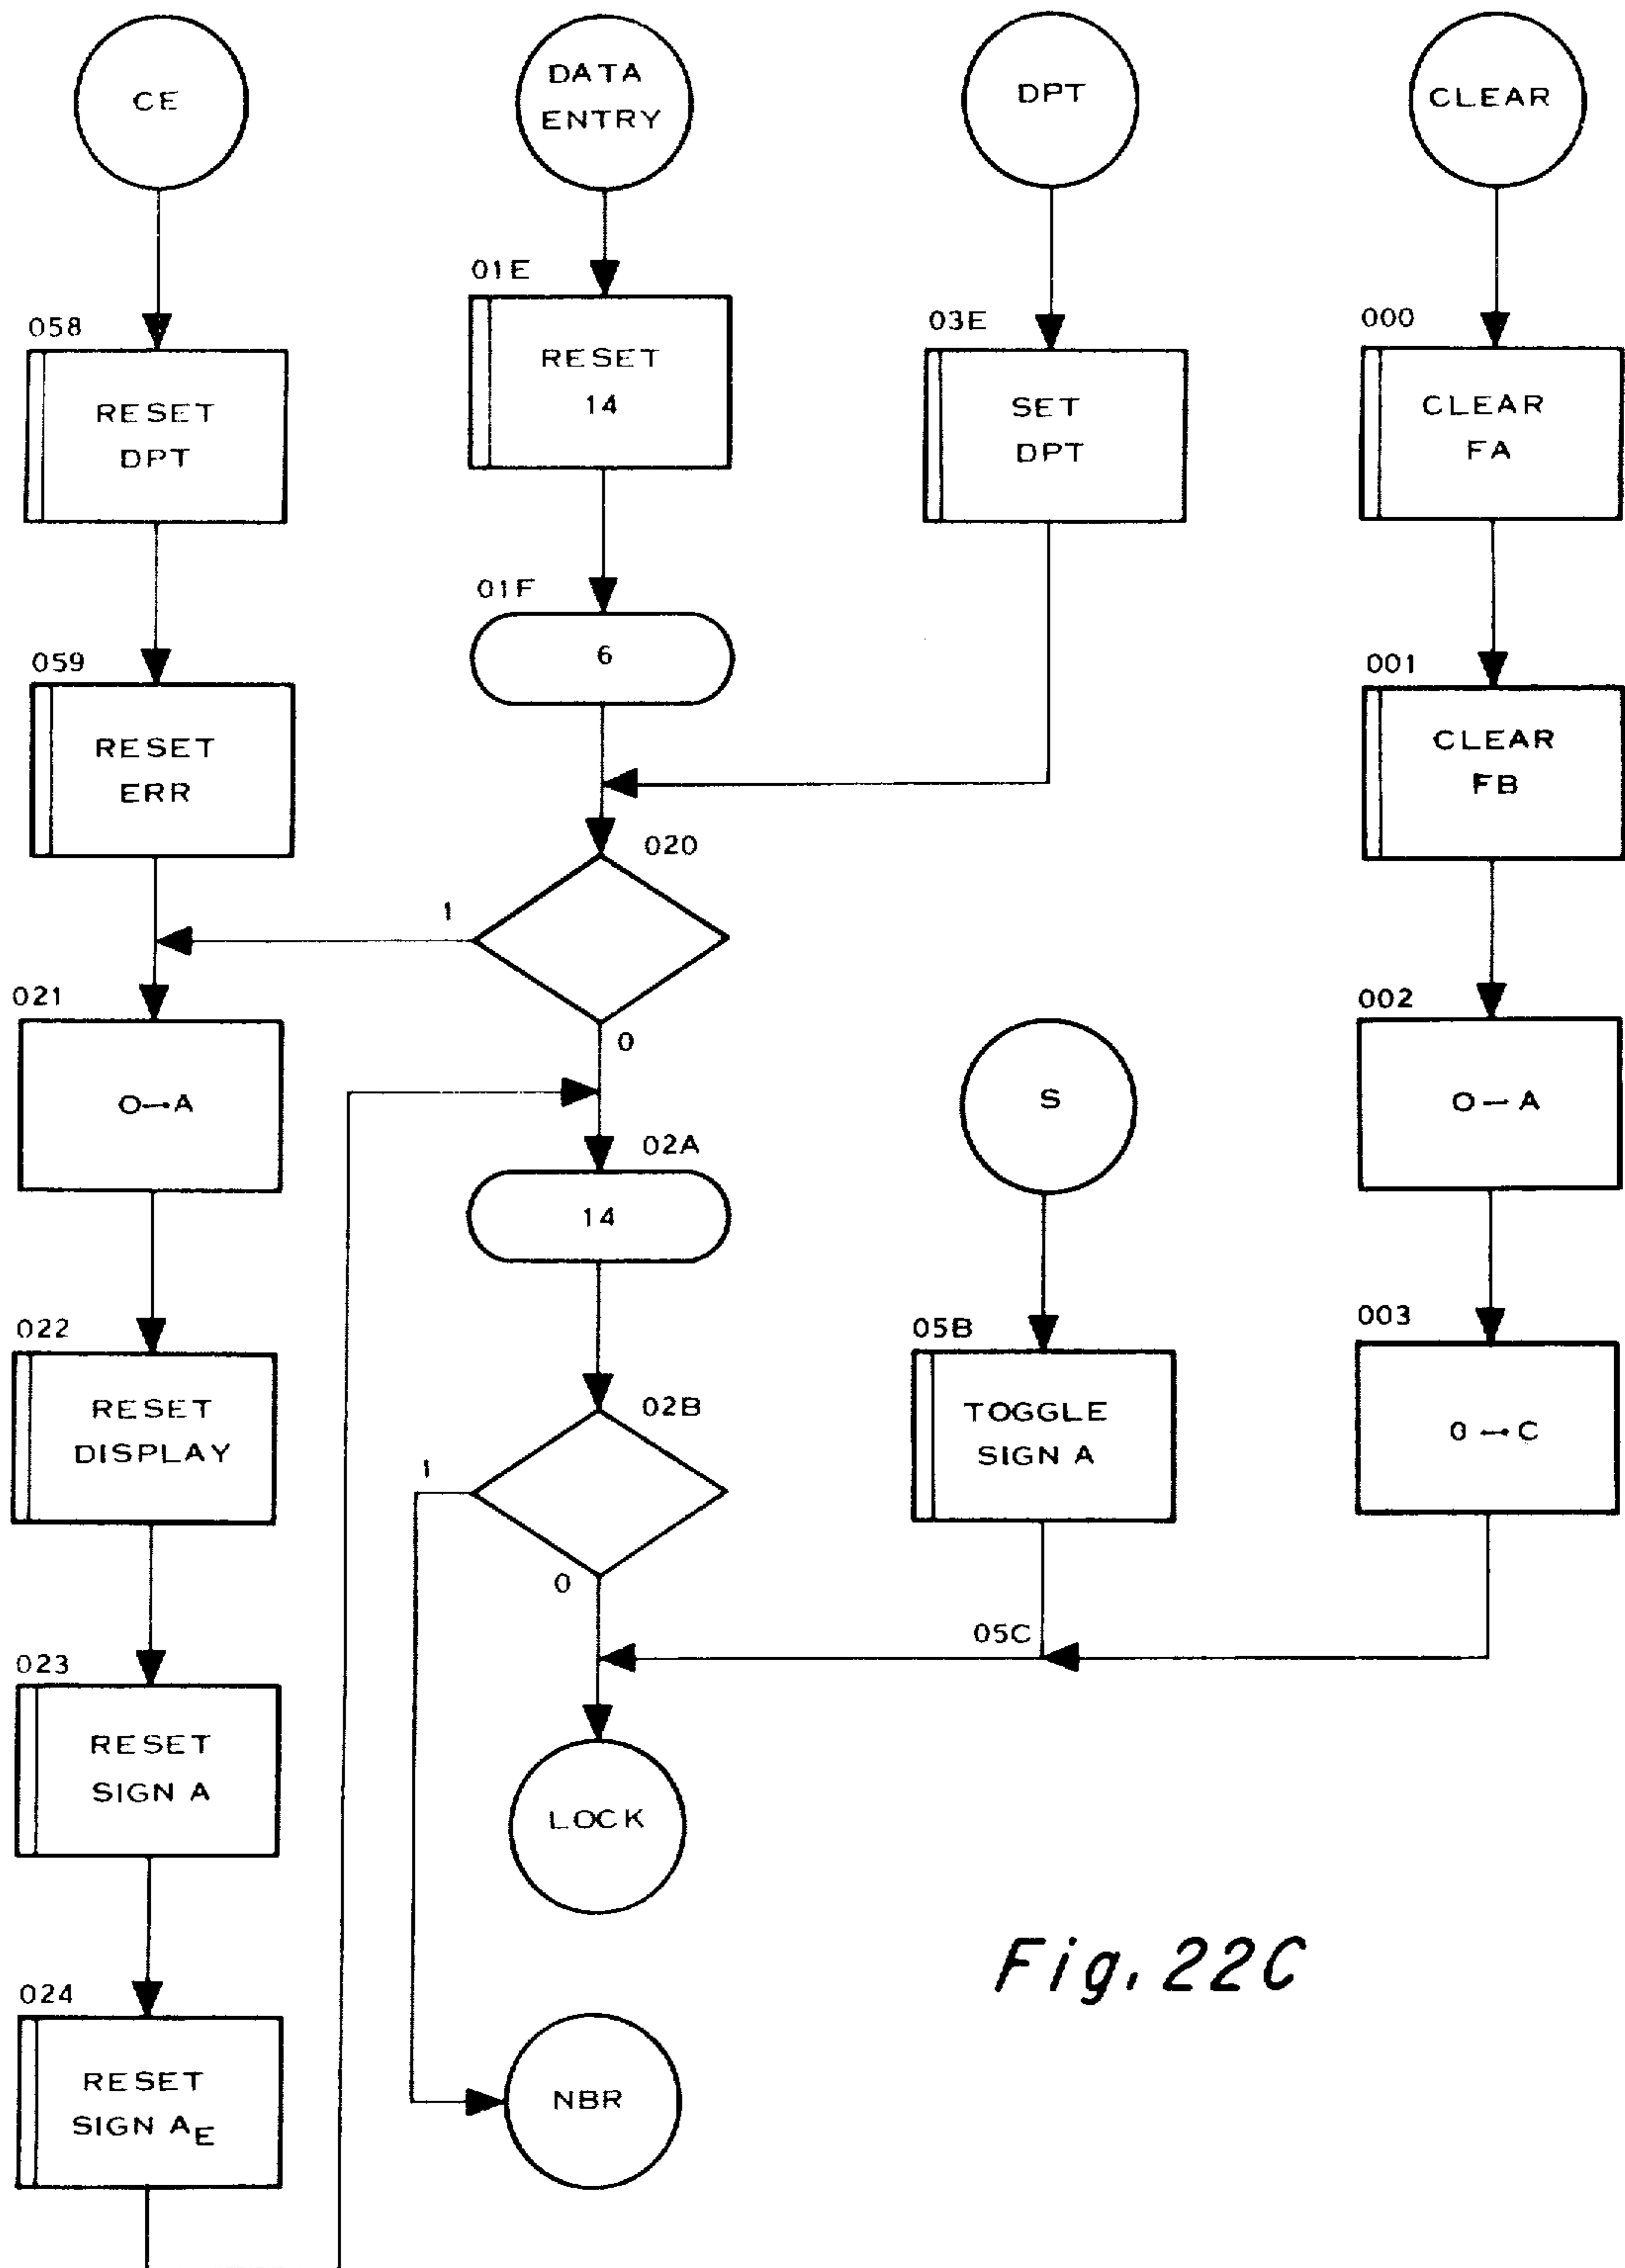 CE
DATA
ENTRY
DPT
CLEAR
058
RESET
DPT
01E
RESET
14
03E
SET
DPT
000
CLEAR
FA
059
RESET
ERR
01F
6
001
CLEAR
FB
020
1
0
021
O→A
02A
14
S
002
O→A
022
RESET
DISPLAY
02B
1
0
05B
TOGGLE
SIGN A
003
0→C
05C
023
RESET
SIGN A
LOCK
024
RESET
SIGN AE
NBR
Fig. 22C